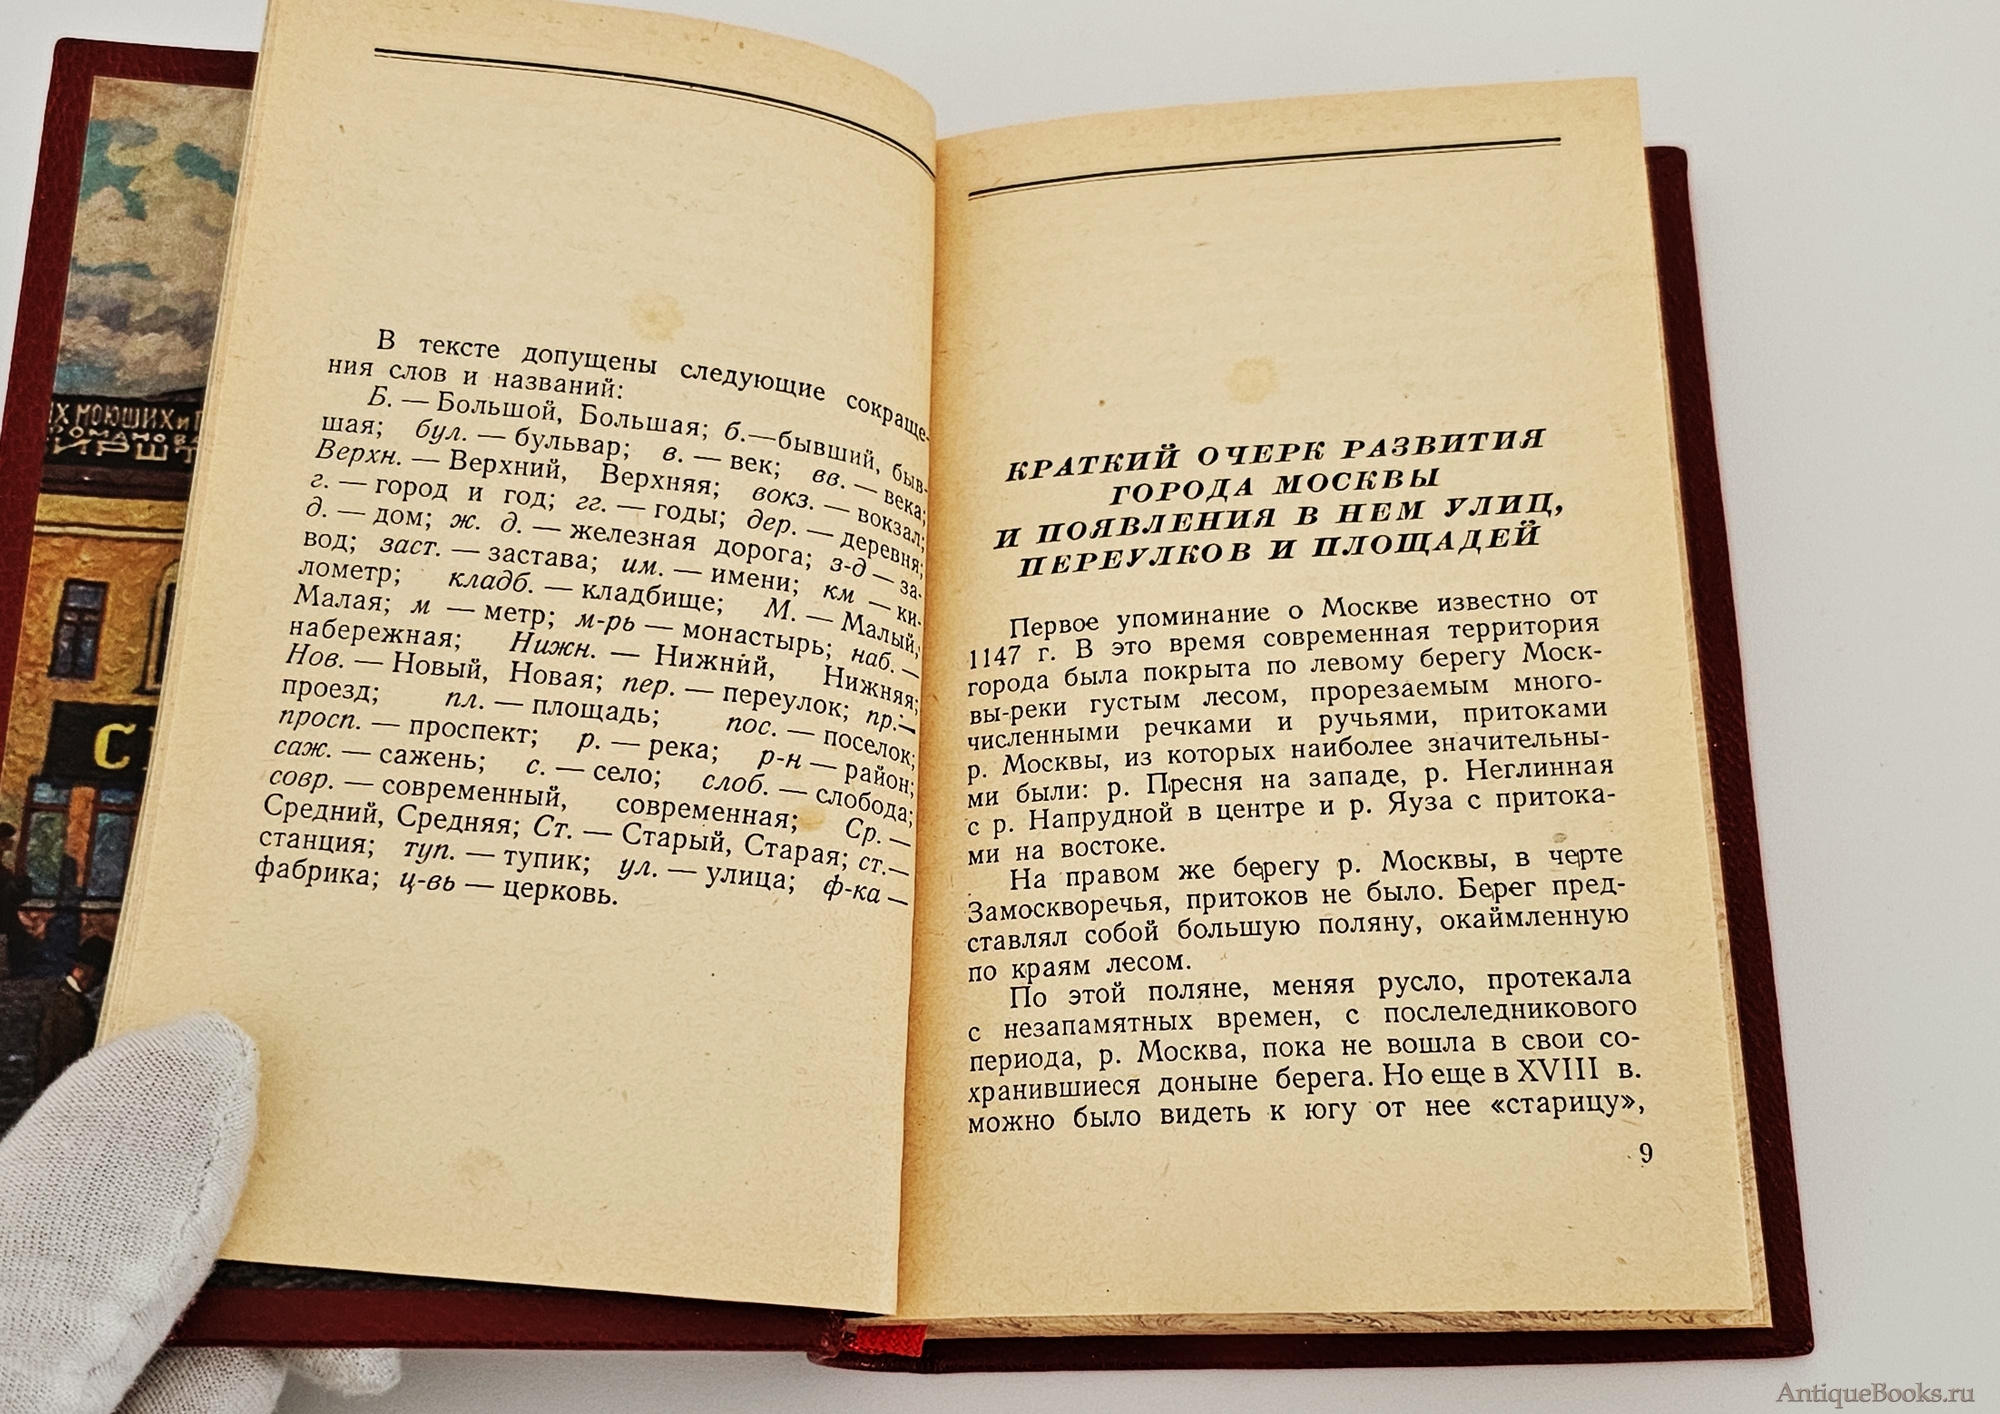 ЫХ МОЮЩИХ И
РОМАНОВА
ШТ
С
В тексте допущены следующие сокраще-
ния слов и названий:
Б. — Большой, Большая; б.—бывший, быв-
шая; бул. — бульвар; в. — век; вв. — века;
Верхн. — Верхний, Верхняя; вокз. — вокзал;
г. — город и год; гг. — годы; дер. — деревня;
д. — дом; ж. д. — железная дорога; з-д — за-
вод; заст. — застава; им. — имени; км — ки-
лометр; кладб. — кладбище; М. — Малый,
Малая; м — метр; м-рь — монастырь; наб. —
набережная; Нижн. — Нижний, Нижняя;
Нов. — Новый, Новая; пер. — переулок; пр.—
проезд; пл. — площадь; пос. — поселок;
просп. — проспект; р. — река; р-н — район;
саж. — сажень; с. — село; слоб. — слобода;
совр. — современный, современная; Ср. —
Средний, Средняя; Ст. — Старый, Старая; ст.—
станция; туп. — тупик; ул. — улица; ф-ка —
фабрика; ц-вь — церковь.
КРАТКИЙ ОЧЕРК РАЗВИТИЯ
ГОРОДА МОСКВЫ
И ПОЯВЛЕНИЯ В НЕМ УЛИЦ,
ПЕРЕУЛКОВ И ПЛОЩАДЕЙ
Первое упоминание о Москве известно от
1147 г. В это время современная территория
города была покрыта по левому берегу Моск-
вы-реки густым лесом, прорезаемым много-
численными речками и ручьями, притоками
р. Москвы, из которых наиболее значительны-
ми были: р. Пресня на западе, р. Неглинная
с р. Напрудной в центре и р. Яуза с притока-
ми на востоке.
На правом же берегу р. Москвы, в черте
Замоскворечья, притоков не было. Берег пред-
ставлял собой большую поляну, окаймленную
по краям лесом.
По этой поляне, меняя русло, протекала
с незапамятных времен, с послеледникового
периода, р. Москва, пока не вошла в свои со-
хранившиеся доныне берега. Но еще в XVIII в.
можно было видеть к югу от нее «старицу»,
9
AntiqueBooks.ru